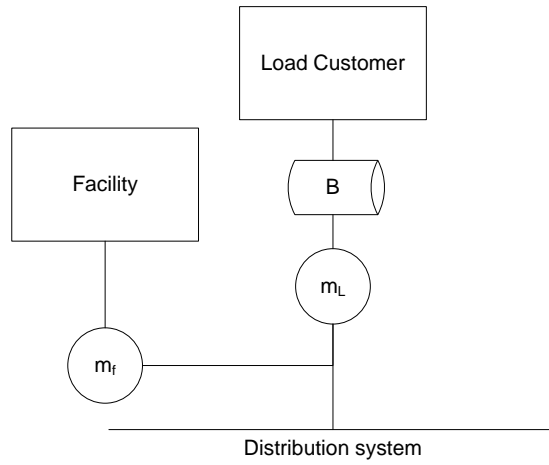 Load Customer
Facility
B
mL
mf
Distribution system